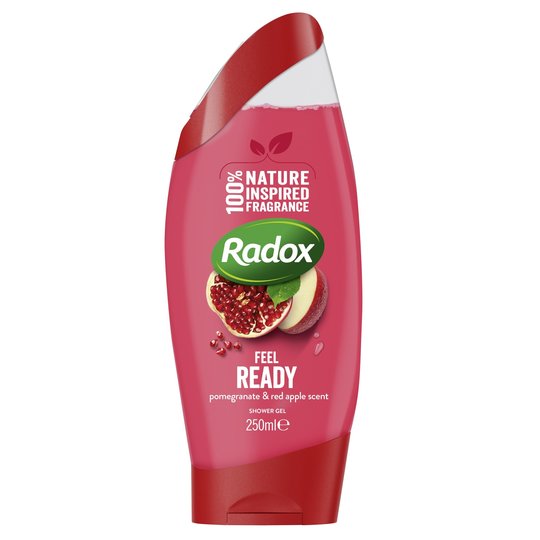 100% NATURE
INSPIRED
FRAGRANCE
Radox
FEEL
READY
pomegranate & red apple scent
SHOWER GEL
250ml℮